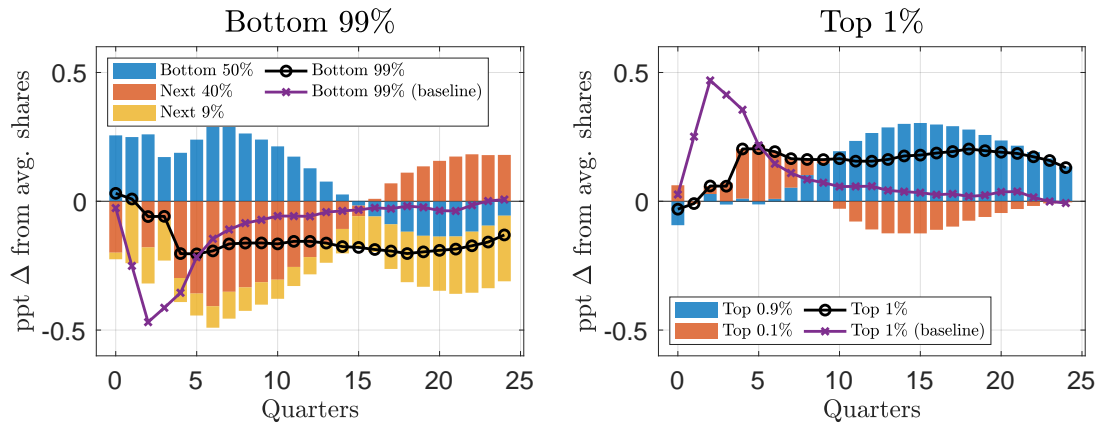 Bottom 99%
0.5
0
-0.5
ppt Δ from avg. shares
Bottom 50%
Next 40%
Next 9%
Bottom 99%
Bottom 99% (baseline)
0 5 10 15 20 25
Quarters
Top 1%
0.5
0
-0.5
ppt Δ from avg. shares
Top 0.9%
Top 0.1%
Top 1%
Top 1% (baseline)
0 5 10 15 20 25
Quarters